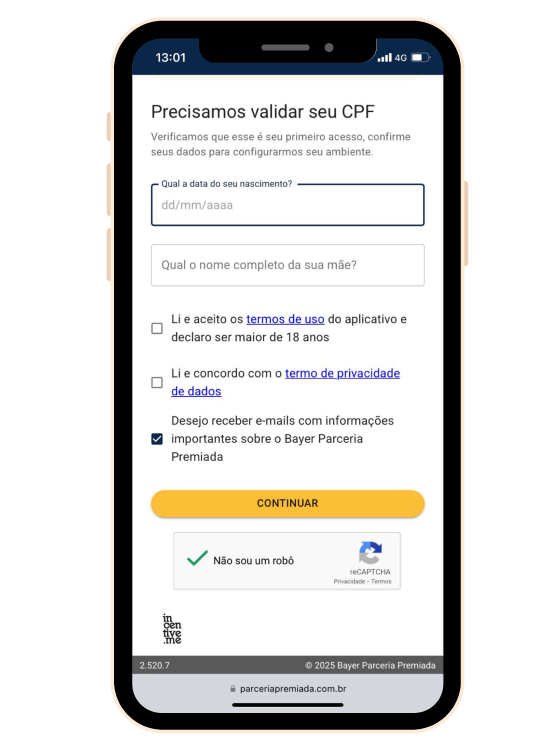 13:01
4G
Precisamos validar seu CPF
Verificamos que esse é seu primeiro acesso, confirme
seus dados para configurarmos seu ambiente.
Qual a data do seu nascimento?
dd/mm/aaaa
Qual o nome completo da sua mãe?
Li e aceito os termos de uso do aplicativo e
declaro ser maior de 18 anos
Li e concordo com o termo de privacidade
de dados
Desejo receber e-mails com informações
importantes sobre o Bayer Parceria
Premiada
CONTINUAR
Não sou um robô
reCAPTCHA
Privacidade - Termos
in
cen
tive
.me
2.520.7
© 2025 Bayer Parceria Premiada
parceriapremiada.com.br